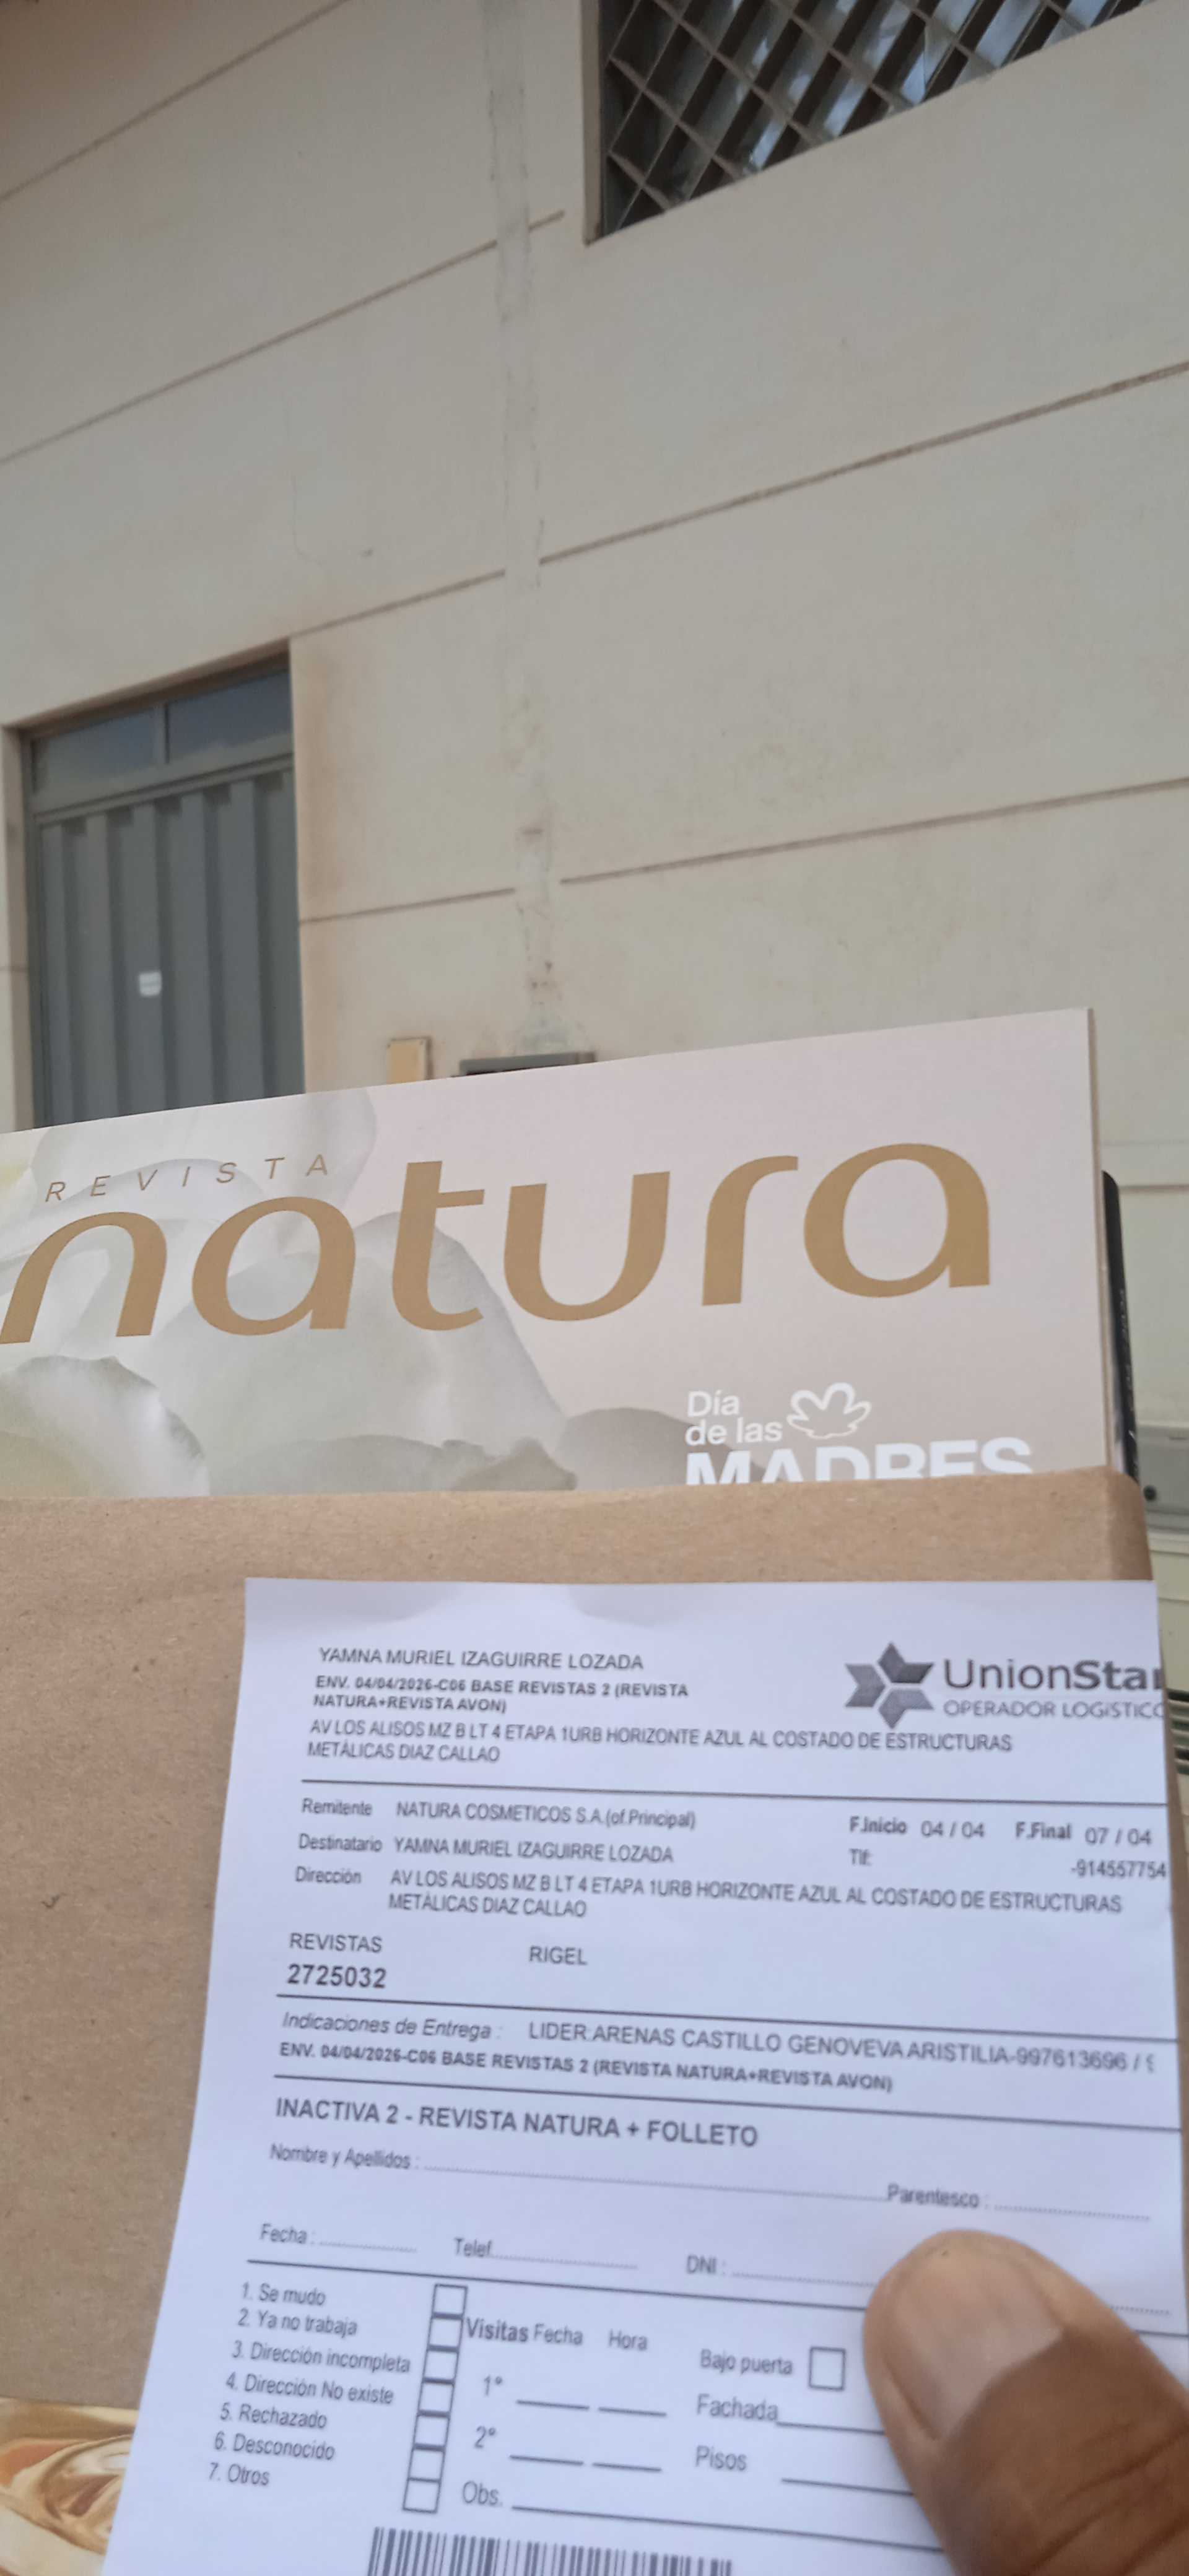 REVISTA
natura
Día
de las
MADRES
YAMNA MURIEL IZAGUIRRE LOZADA
ENV. 04/04/2026-C06 BASE REVISTAS 2 (REVISTA
NATURA+REVISTA AVON)
AV LOS ALISOS MZ B LT 4 ETAPA 1URB HORIZONTE AZUL AL COSTADO DE ESTRUCTURAS
METÁLICAS DIAZ CALLAO
UnionStar
OPERADOR LOGÍSTICO
Remitente NATURA COSMETICOS S.A.(of.Principal)
F.Inicio 04 / 04 F.Final 07 / 04
Destinatario YAMNA MURIEL IZAGUIRRE LOZADA
Tlf: -914557754
Dirección AV LOS ALISOS MZ B LT 4 ETAPA 1URB HORIZONTE AZUL AL COSTADO DE ESTRUCTURAS
METÁLICAS DIAZ CALLAO
REVISTAS RIGEL
2725032
Indicaciones de Entrega : LIDER:ARENAS CASTILLO GENOVEVA ARISTILIA-997613696 / 9
ENV. 04/04/2026-C06 BASE REVISTAS 2 (REVISTA NATURA+REVISTA AVON)
INACTIVA 2 - REVISTA NATURA + FOLLETO
Nombre y Apellidos : Parentesco :
Fecha : Telef. DNI :
1. Se mudo
2. Ya no trabaja
3. Dirección incompleta
4. Dirección No existe
5. Rechazado
6. Desconocido
7. Otros
Visitas Fecha Hora
1º
2º
Obs.
Bajo puerta
Fachada
Pisos